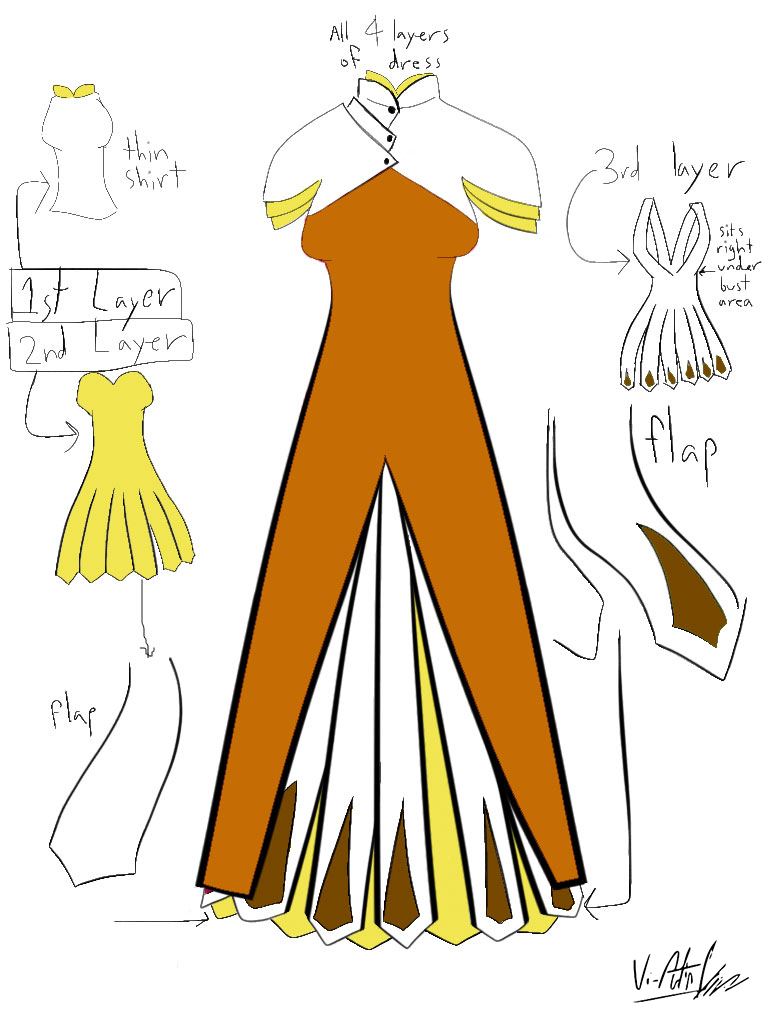 All 4 layers
of dress
thin
shirt
1st Layer
2nd Layer
flap
3rd layer
sits
right
under
bust
area
flap